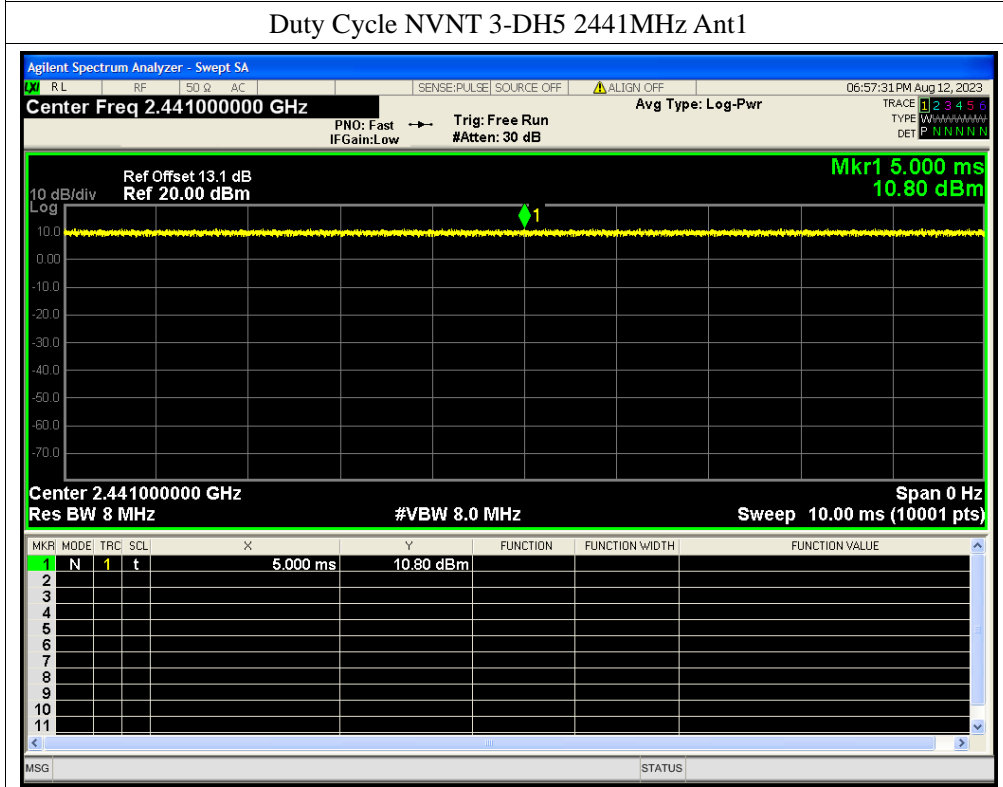 Duty Cycle NVNT 3-DH5 2441MHz Ant1
Agilent Spectrum Analyzer - Swept SA
LXI RL RF 50 Ω AC SENSE:PULSE SOURCE OFF ALIGN OFF 06:57:31 PM Aug 12, 2023
Center Freq 2.441000000 GHz Avg Type: Log-Pwr TRACE 1 2 3 4 5 6
PNO: Fast Trig: Free Run TYPE WWWWWW
IFGain:Low #Atten: 30 dB DET P N N N N N
Mkr1 5.000 ms
Ref Offset 13.1 dB
10 dB/div Ref 20.00 dBm 10.80 dBm
Log
1
10.0
0.00
-10.0
-20.0
-30.0
-40.0
-50.0
-60.0
-70.0
Center 2.441000000 GHz Span 0 Hz
Res BW 8 MHz #VBW 8.0 MHz Sweep 10.00 ms (10001 pts)
MKR MODE TRC SCL X Y FUNCTION FUNCTION WIDTH FUNCTION VALUE
1 N 1 t 5.000 ms 10.80 dBm
2
3
4
5
6
7
8
9
10
11
MSG STATUS